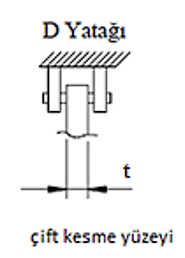 D Yatağı
t
çift kesme yüzeyi